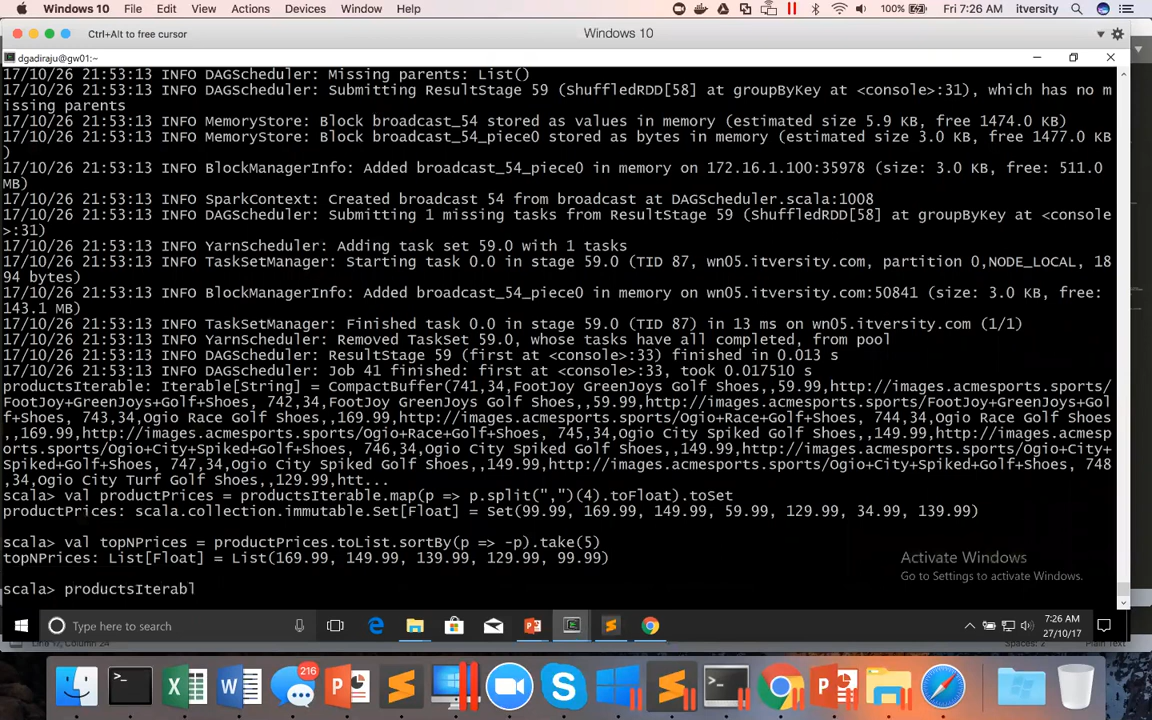 Windows 10 File Edit View Actions Devices Window Help 100% Fri 7:26 AM itversity
Ctrl+Alt to free cursor Windows 10
dgadiraju@gw01:~
17/10/26 21:53:13 INFO DAGScheduler: Missing parents: List()
17/10/26 21:53:13 INFO DAGScheduler: Submitting ResultStage 59 (ShuffledRDD[58] at groupByKey at <console>:31), which has no m
issing parents
17/10/26 21:53:13 INFO MemoryStore: Block broadcast_54 stored as values in memory (estimated size 5.9 KB, free 1474.0 KB)
17/10/26 21:53:13 INFO MemoryStore: Block broadcast_54_piece0 stored as bytes in memory (estimated size 3.0 KB, free 1477.0 KB
)
17/10/26 21:53:13 INFO BlockManagerInfo: Added broadcast_54_piece0 in memory on 172.16.1.100:35978 (size: 3.0 KB, free: 511.0
MB)
17/10/26 21:53:13 INFO SparkContext: Created broadcast 54 from broadcast at DAGScheduler.scala:1008
17/10/26 21:53:13 INFO DAGScheduler: Submitting 1 missing tasks from ResultStage 59 (ShuffledRDD[58] at groupByKey at <console
>:31)
17/10/26 21:53:13 INFO YarnScheduler: Adding task set 59.0 with 1 tasks
17/10/26 21:53:13 INFO TaskSetManager: Starting task 0.0 in stage 59.0 (TID 87, wn05.itversity.com, partition 0,NODE_LOCAL, 18
94 bytes)
17/10/26 21:53:13 INFO BlockManagerInfo: Added broadcast_54_piece0 in memory on wn05.itversity.com:50841 (size: 3.0 KB, free:
143.1 MB)
17/10/26 21:53:13 INFO TaskSetManager: Finished task 0.0 in stage 59.0 (TID 87) in 13 ms on wn05.itversity.com (1/1)
17/10/26 21:53:13 INFO YarnScheduler: Removed TaskSet 59.0, whose tasks have all completed, from pool
17/10/26 21:53:13 INFO DAGScheduler: ResultStage 59 (first at <console>:33) finished in 0.013 s
17/10/26 21:53:13 INFO DAGScheduler: Job 41 finished: first at <console>:33, took 0.017510 s
productsIterable: Iterable[String] = CompactBuffer(741,34,FootJoy GreenJoys Golf Shoes,,59.99,http://images.acmesports.sports/
FootJoy+GreenJoys+Golf+Shoes, 742,34,FootJoy GreenJoys Golf Shoes,,59.99,http://images.acmesports.sports/FootJoy+GreenJoys+Gol
f+Shoes, 743,34,Ogio Race Golf Shoes,,169.99,http://images.acmesports.sports/Ogio+Race+Golf+Shoes, 744,34,Ogio Race Golf Shoes
,,169.99,http://images.acmesports.sports/Ogio+Race+Golf+Shoes, 745,34,Ogio City Spiked Golf Shoes,,149.99,http://images.acmesp
orts.sports/Ogio+City+Spiked+Golf+Shoes, 746,34,Ogio City Spiked Golf Shoes,,149.99,http://images.acmesports.sports/Ogio+City+
Spiked+Golf+Shoes, 747,34,Ogio City Spiked Golf Shoes,,149.99,http://images.acmesports.sports/Ogio+City+Spiked+Golf+Shoes, 748
,34,Ogio City Turf Golf Shoes,,129.99,htt...
scala> val productPrices = productsIterable.map(p => p.split(",")(4).toFloat).toSet
productPrices: scala.collection.immutable.Set[Float] = Set(99.99, 169.99, 149.99, 59.99, 129.99, 34.99, 139.99)
scala> val topNPrices = productPrices.toList.sortBy(p => -p).take(5)
topNPrices: List[Float] = List(169.99, 149.99, 139.99, 129.99, 99.99)
Activate Windows
Go to Settings to activate Windows.
scala> productsIterabl
Type here to search
7:26 AM
27/10/17
216